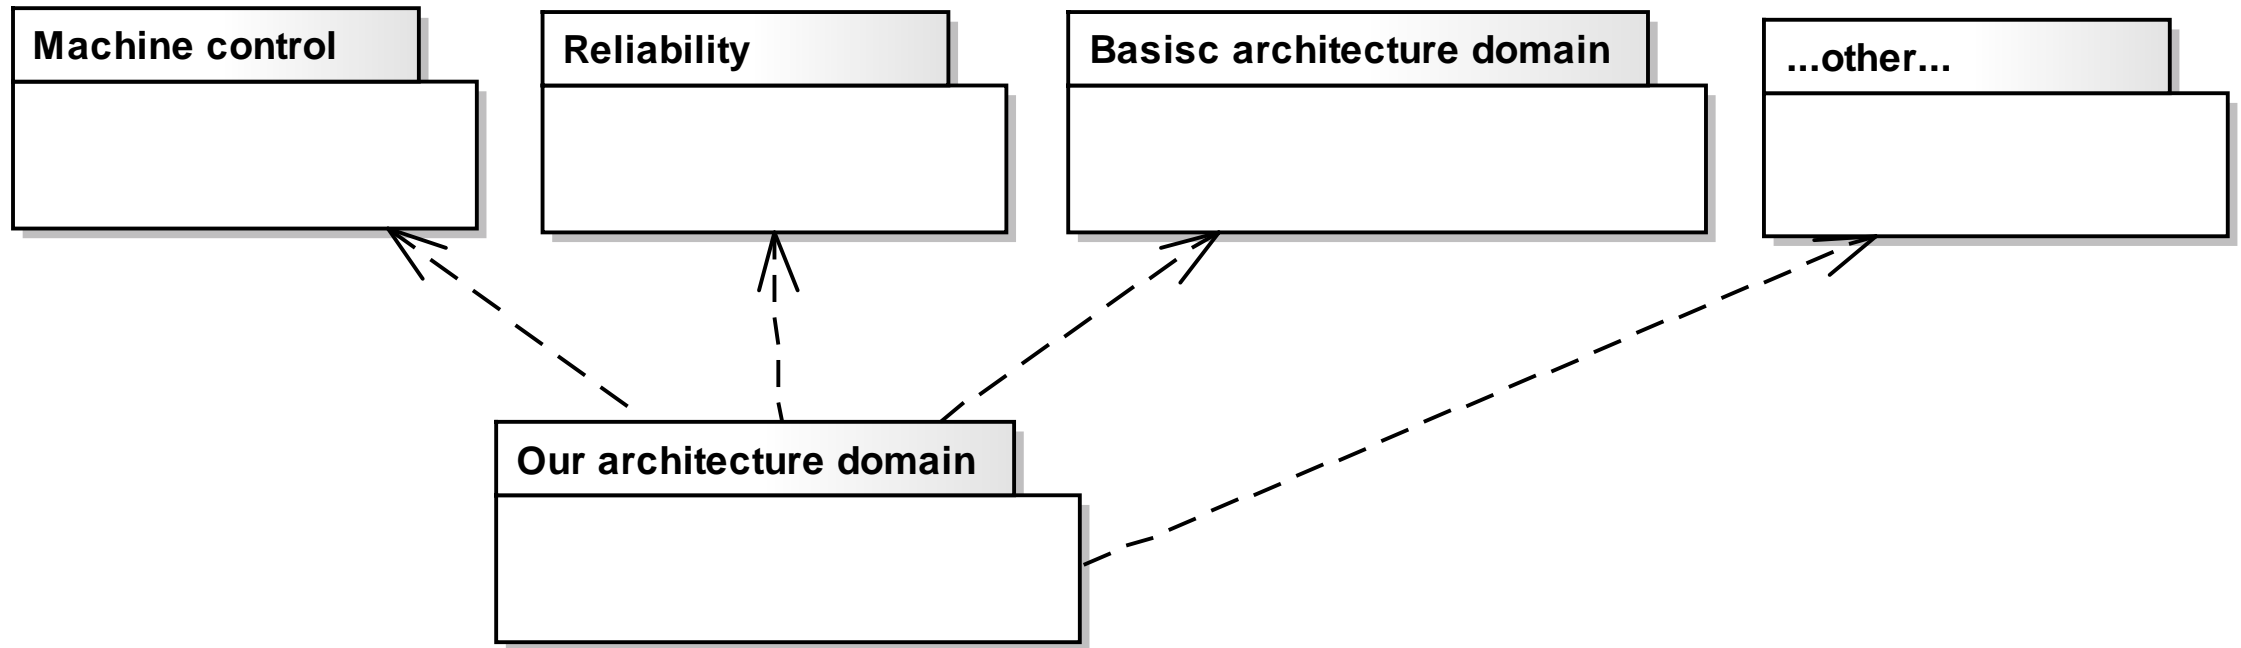 Machine control
Reliability
Basisc architecture domain
...other...
Our architecture domain